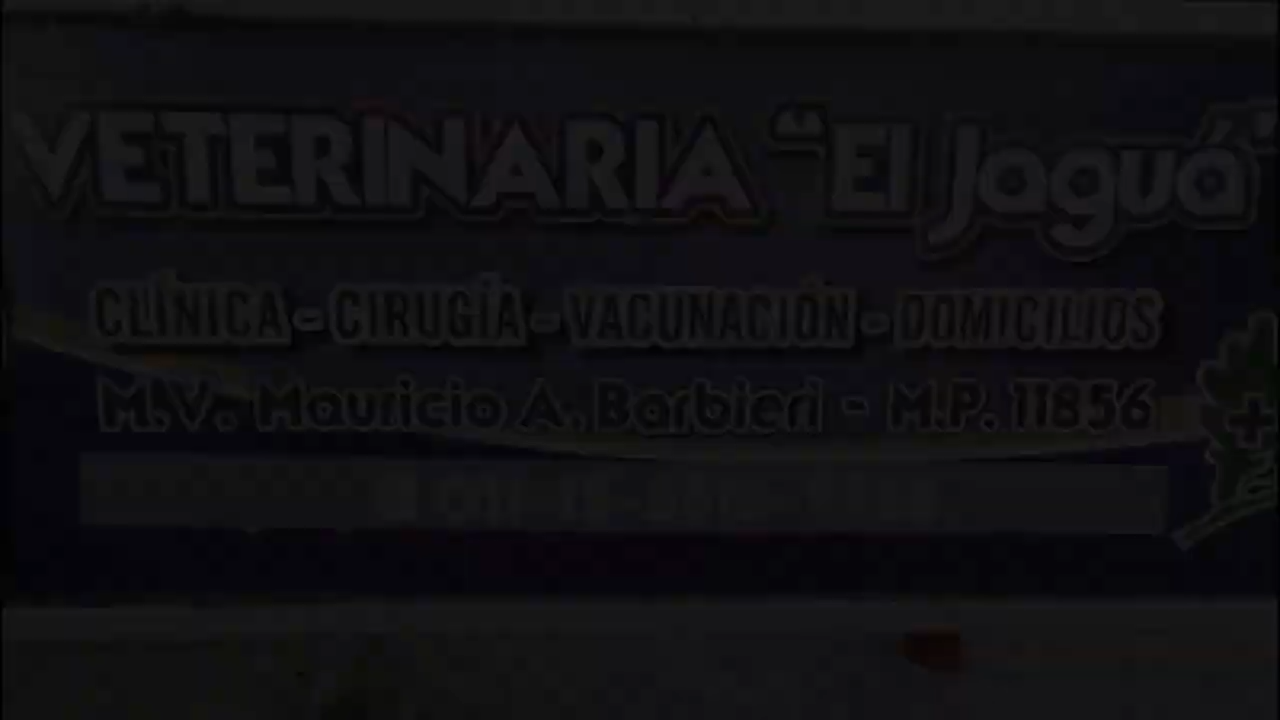 VETERINARIA "El Jaguá"
CLÍNICA - CIRUGÍA - VACUNACIÓN - DOMICILIOS
M.V. Mauricio A. Barbieri - M.P. 11856